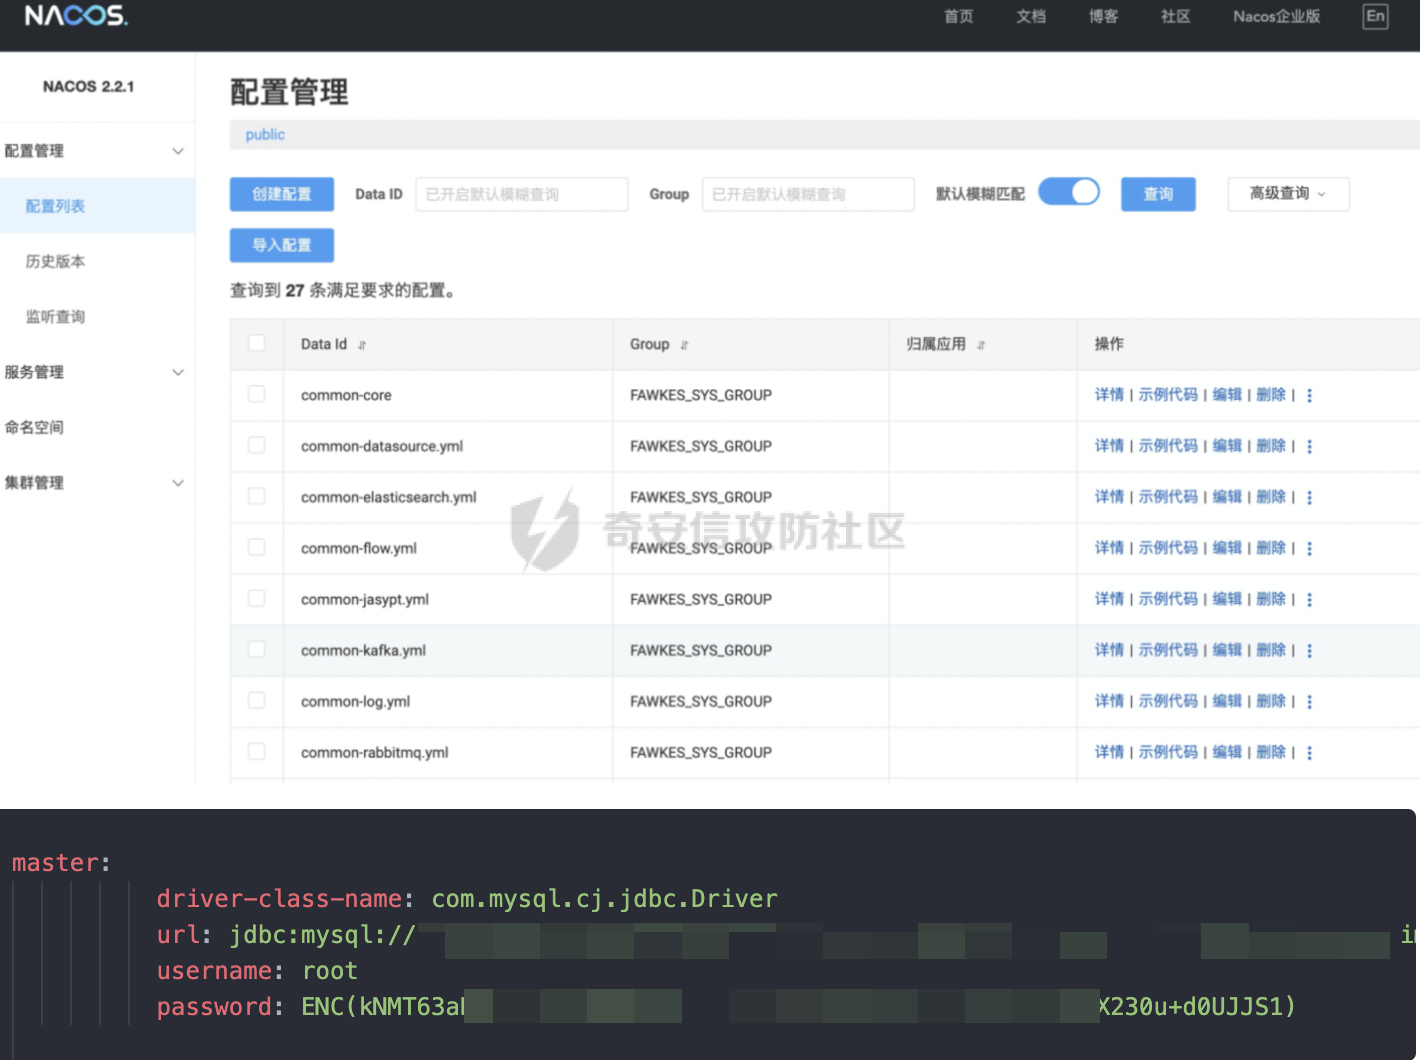 NACOS.
首页 文档 博客 社区 Nacos企业版 En
NACOS 2.2.1
配置管理
配置列表
历史版本
监听查询
服务管理
命名空间
集群管理
配置管理
public
创建配置 Data ID 已开启默认模糊查询 Group 已开启默认模糊查询 默认模糊匹配 查询 高级查询
导入配置
查询到 27 条满足要求的配置。
Data Id Group 归属应用 操作
common-core FAWKES_SYS_GROUP 详情 | 示例代码 | 编辑 | 删除 |
common-datasource.yml FAWKES_SYS_GROUP 详情 | 示例代码 | 编辑 | 删除 |
common-elasticsearch.yml FAWKES_SYS_GROUP 详情 | 示例代码 | 编辑 | 删除 |
奇安信攻防社区
common-flow.yml FAWKES_SYS_GROUP 详情 | 示例代码 | 编辑 | 删除 |
common-jasypt.yml FAWKES_SYS_GROUP 详情 | 示例代码 | 编辑 | 删除 |
common-kafka.yml FAWKES_SYS_GROUP 详情 | 示例代码 | 编辑 | 删除 |
common-log.yml FAWKES_SYS_GROUP 详情 | 示例代码 | 编辑 | 删除 |
common-rabbitmq.yml FAWKES_SYS_GROUP 详情 | 示例代码 | 编辑 | 删除 |
master:
driver-class-name: com.mysql.cj.jdbc.Driver
url: jdbc:mysql://
username: root
password: ENC(kNMT63a X230u+d0UJJS1)